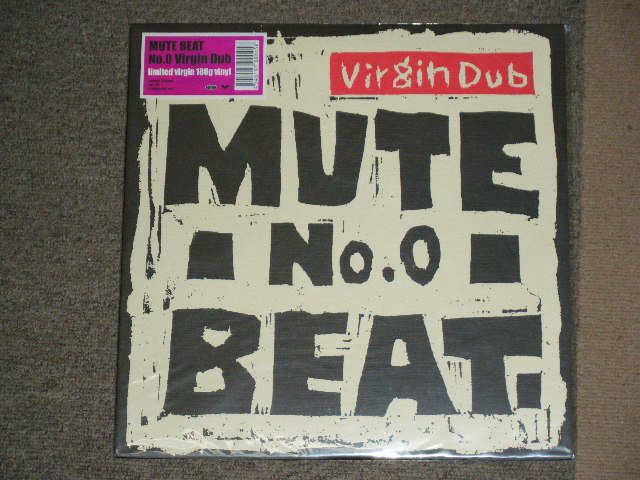 MUTE BEAT
No.0 Virgin Dub
limited virgin 180g vinyl
Virgin Dub
MUTE
No.0
BEAT